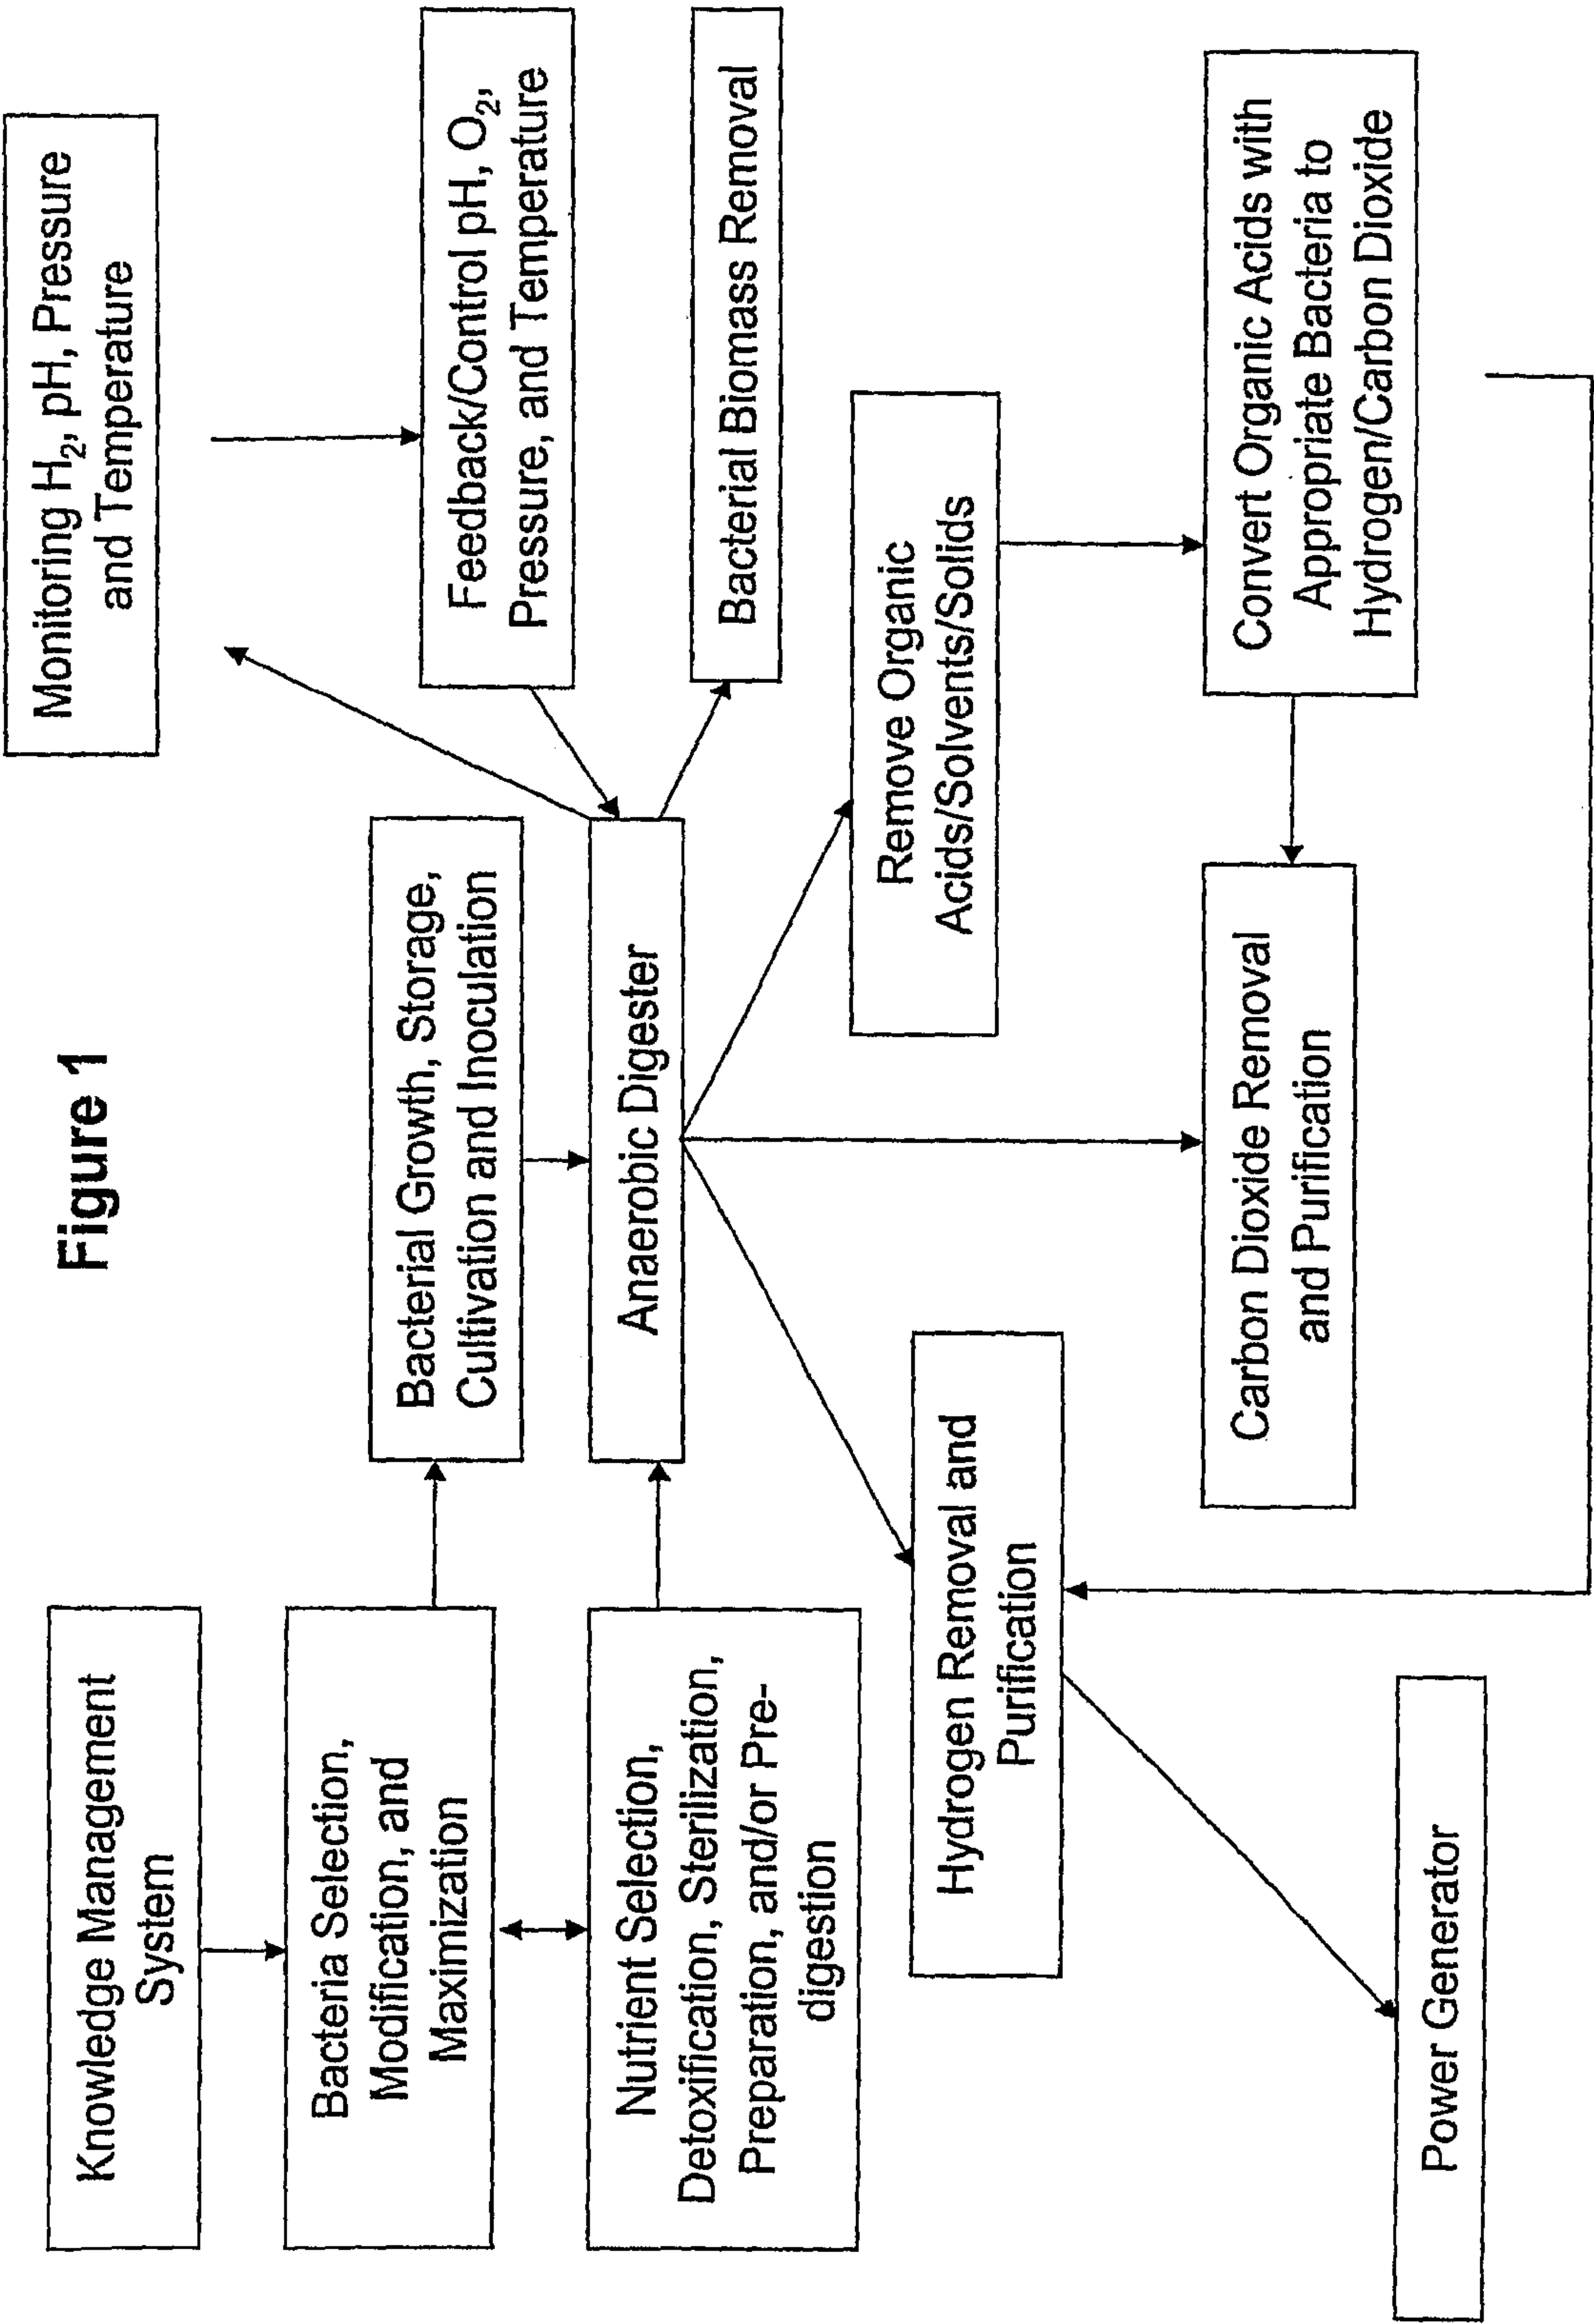 Figure 1
Knowledge Management
System
Bacteria Selection,
Modification, and
Maximization
Nutrient Selection,
Detoxification, Sterilization,
Preparation, and/or Pre-
digestion
Bacterial Growth, Storage,
Cultivation and Inoculation
Anaerobic Digester
Monitoring H₂, pH, Pressure
and Temperature
Feedback/Control pH, O₂,
Pressure, and Temperature
Bacterial Biomass Removal
Remove Organic
Acids/Solvents/Solids
Hydrogen Removal and
Purification
Carbon Dioxide Removal
and Purification
Convert Organic Acids with
Appropriate Bacteria to
Hydrogen/Carbon Dioxide
Power Generator